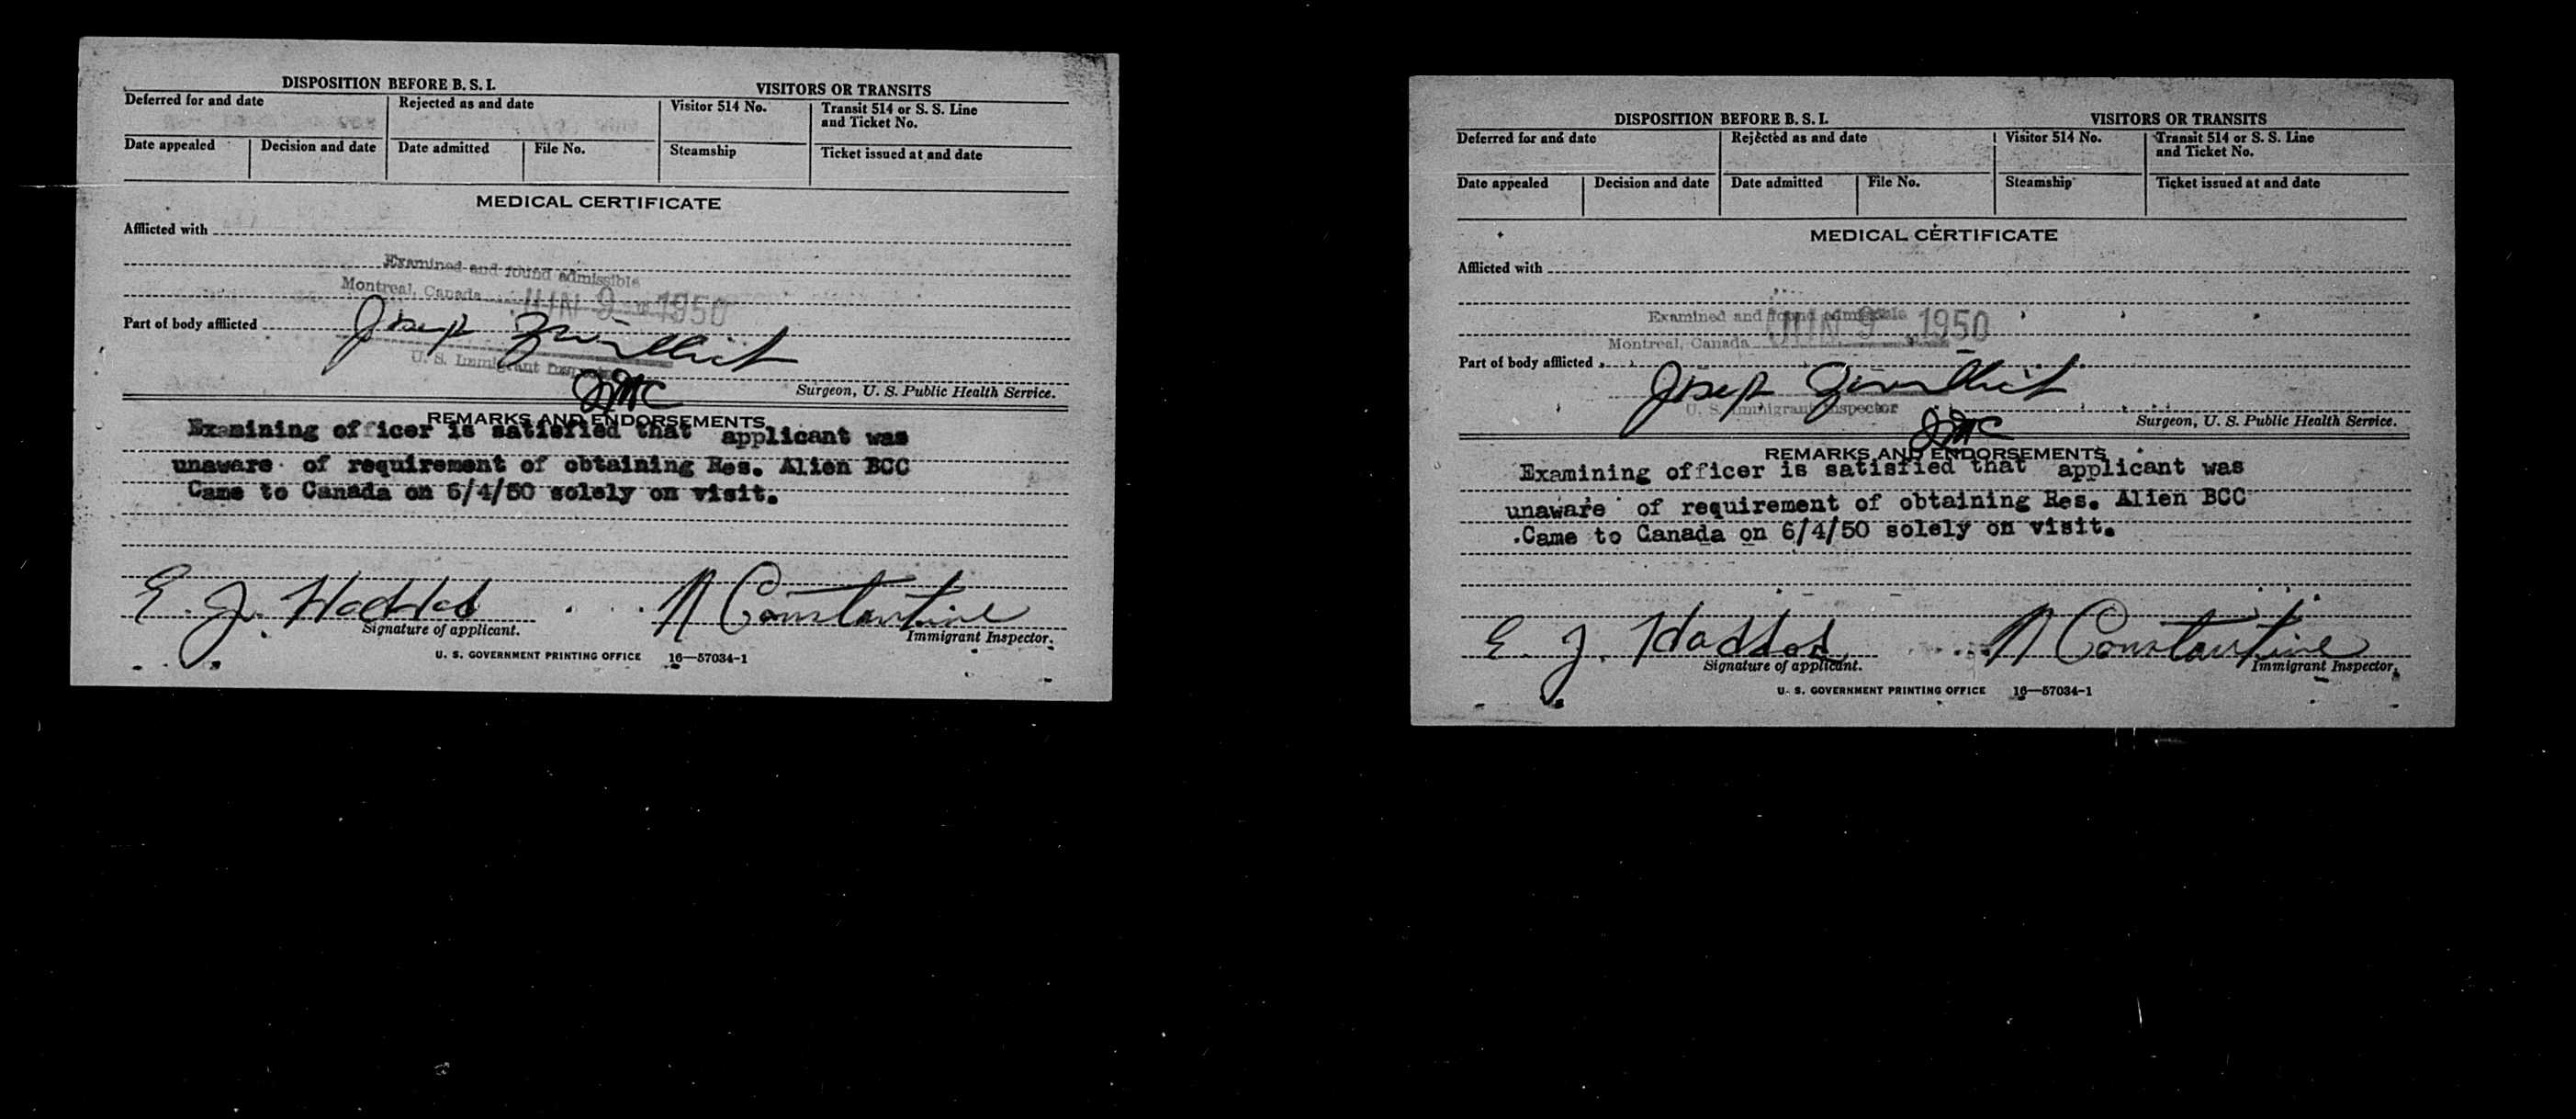 DISPOSITION BEFORE B. S. I.
VISITORS OR TRANSITS
Deferred for and date
Rejected as and date
Visitor 514 No.
Transit 514 or S. S. Line
and Ticket No.
Date appealed
Decision and date
Date admitted
File No.
Steamship
Ticket issued at and date
MEDICAL CERTIFICATE
Afflicted with
Examined and found admissible
Montreal, Canada JUN 9 1950
Part of body afflicted
Joseph
U. S. Immigrant Inspector
JMC
Surgeon, U. S. Public Health Service.
REMARKS AND ENDORSEMENTS
Examining officer is satisfied that applicant was
unaware of requirement of obtaining Res. Alien BCC
Came to Canada on 6/4/50 solely on visit.
E. J. Haddad
N Constantine
Signature of applicant.
Immigrant Inspector.
U. S. GOVERNMENT PRINTING OFFICE 16—57034-1
DISPOSITION BEFORE B. S. I.
VISITORS OR TRANSITS
Deferred for and date
Rejected as and date
Visitor 514 No.
Transit 514 or S. S. Line
and Ticket No.
Date appealed
Decision and date
Date admitted
File No.
Steamship
Ticket issued at and date
MEDICAL CERTIFICATE
Afflicted with
Examined and found admissible
Montreal, Canada JUN 9 1950
Part of body afflicted
Joseph
U. S. Immigrant Inspector
JMC
Surgeon, U. S. Public Health Service.
REMARKS AND ENDORSEMENTS
Examining officer is satisfied that applicant was
unaware of requirement of obtaining Res. Alien BCC
.Came to Canada on 6/4/50 solely on visit.
E. J. Haddad
N Constantine
Signature of applicant.
Immigrant Inspector.
U. S. GOVERNMENT PRINTING OFFICE 16—57034-1